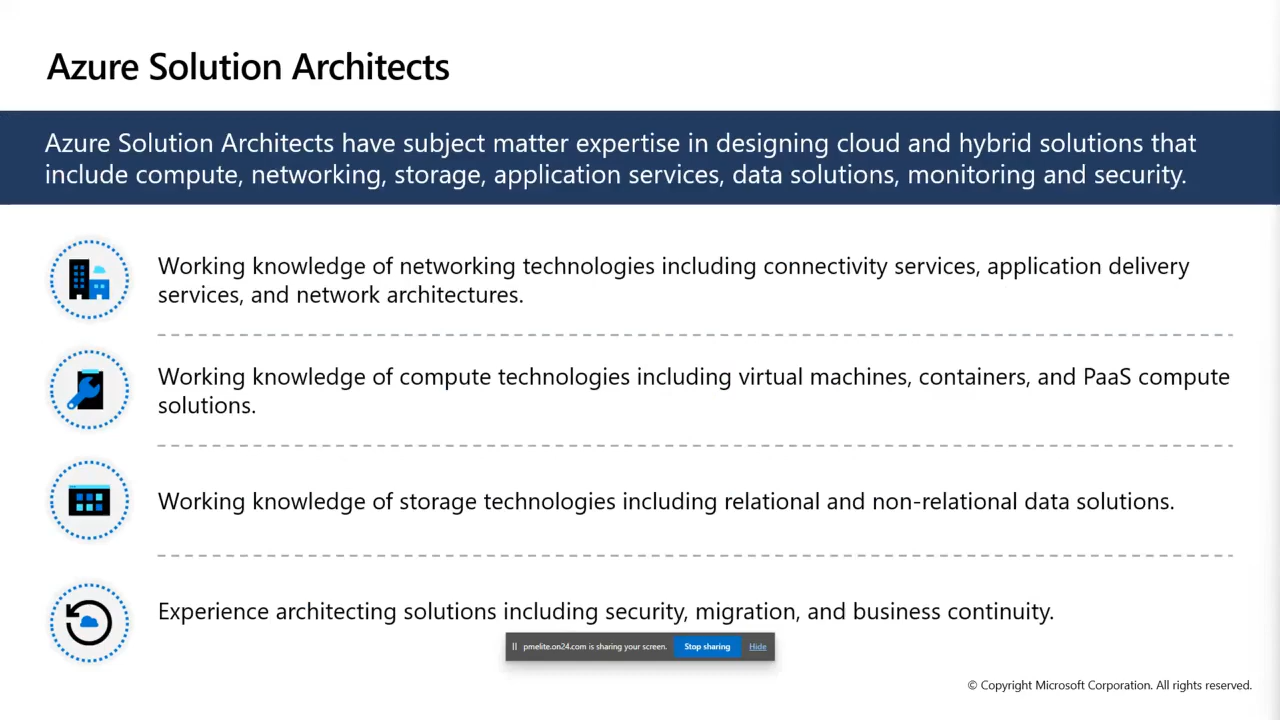 Azure Solution Architects
Azure Solution Architects have subject matter expertise in designing cloud and hybrid solutions that
include compute, networking, storage, application services, data solutions, monitoring and security.
Working knowledge of networking technologies including connectivity services, application delivery
services, and network architectures.
Working knowledge of compute technologies including virtual machines, containers, and PaaS compute
solutions.
Working knowledge of storage technologies including relational and non-relational data solutions.
Experience architecting solutions including security, migration, and business continuity.
pmelite.on24.com is sharing your screen. Stop sharing Hide
© Copyright Microsoft Corporation. All rights reserved.